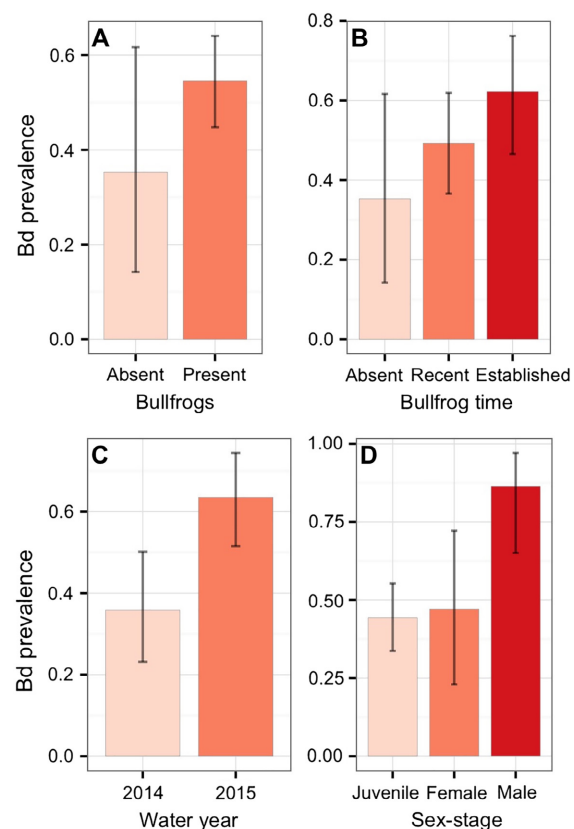 A
B
Bd prevalence
0.6
0.4
0.2
0.0
0.8
0.6
0.4
0.2
0.0
Absent Present
Absent Recent Established
Bullfrogs
Bullfrog time
C
D
Bd prevalence
0.6
0.4
0.2
0.0
1.00
0.75
0.50
0.25
0.00
2014 2015
Juvenile Female Male
Water year
Sex-stage